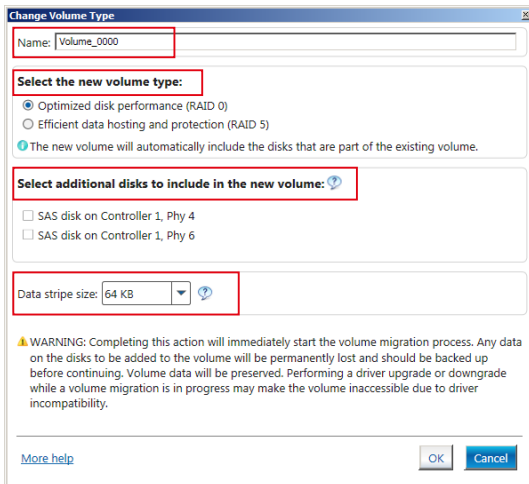 Change Volume Type
Name: Volume_0000
Select the new volume type:
Optimized disk performance (RAID 0)
Efficient data hosting and protection (RAID 5)
The new volume will automatically include the disks that are part of the existing volume.
Select additional disks to include in the new volume:
SAS disk on Controller 1, Phy 4
SAS disk on Controller 1, Phy 6
Data stripe size: 64 KB
WARNING: Completing this action will immediately start the volume migration process. Any data
on the disks to be added to the volume will be permanently lost and should be backed up
before continuing. Volume data will be preserved. Performing a driver upgrade or downgrade
while a volume migration is in progress may make the volume inaccessible due to driver
incompatibility.
More help
OK
Cancel